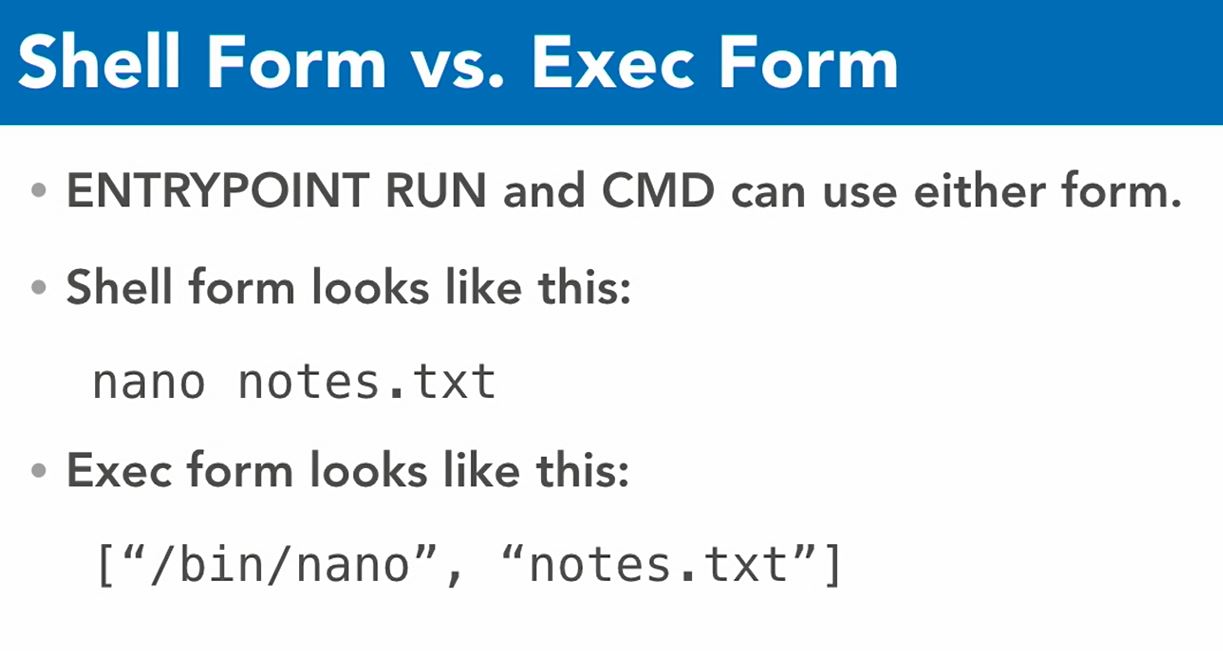 Shell Form vs. Exec Form
• ENTRYPOINT RUN and CMD can use either form.
• Shell form looks like this:
nano notes.txt
• Exec form looks like this:
[“/bin/nano”, “notes.txt”]